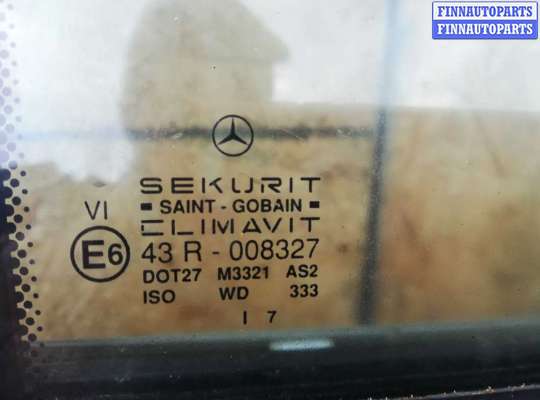 FINNAUTOPARTS
FINNAUTOPARTS
SEKURIT
SAINT - GOBAIN
CLIMAVIT
VI
E6 43 R - 008327
DOT27 M3321 AS2
ISO WD 333
I 7